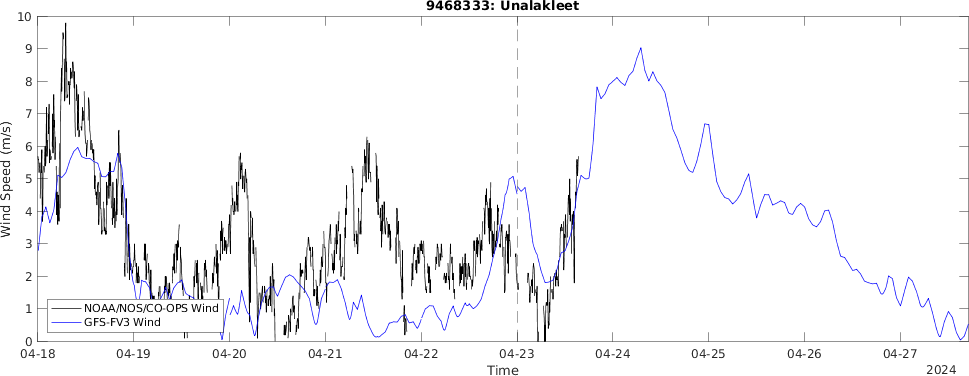 9468333: Unalakleet
10
9
8
7
6
5
4
3
2
1
0
Wind Speed (m/s)
NOAA/NOS/CO-OPS Wind
GFS-FV3 Wind
04-18 04-19 04-20 04-21 04-22 04-23 04-24 04-25 04-26 04-27
Time
2024